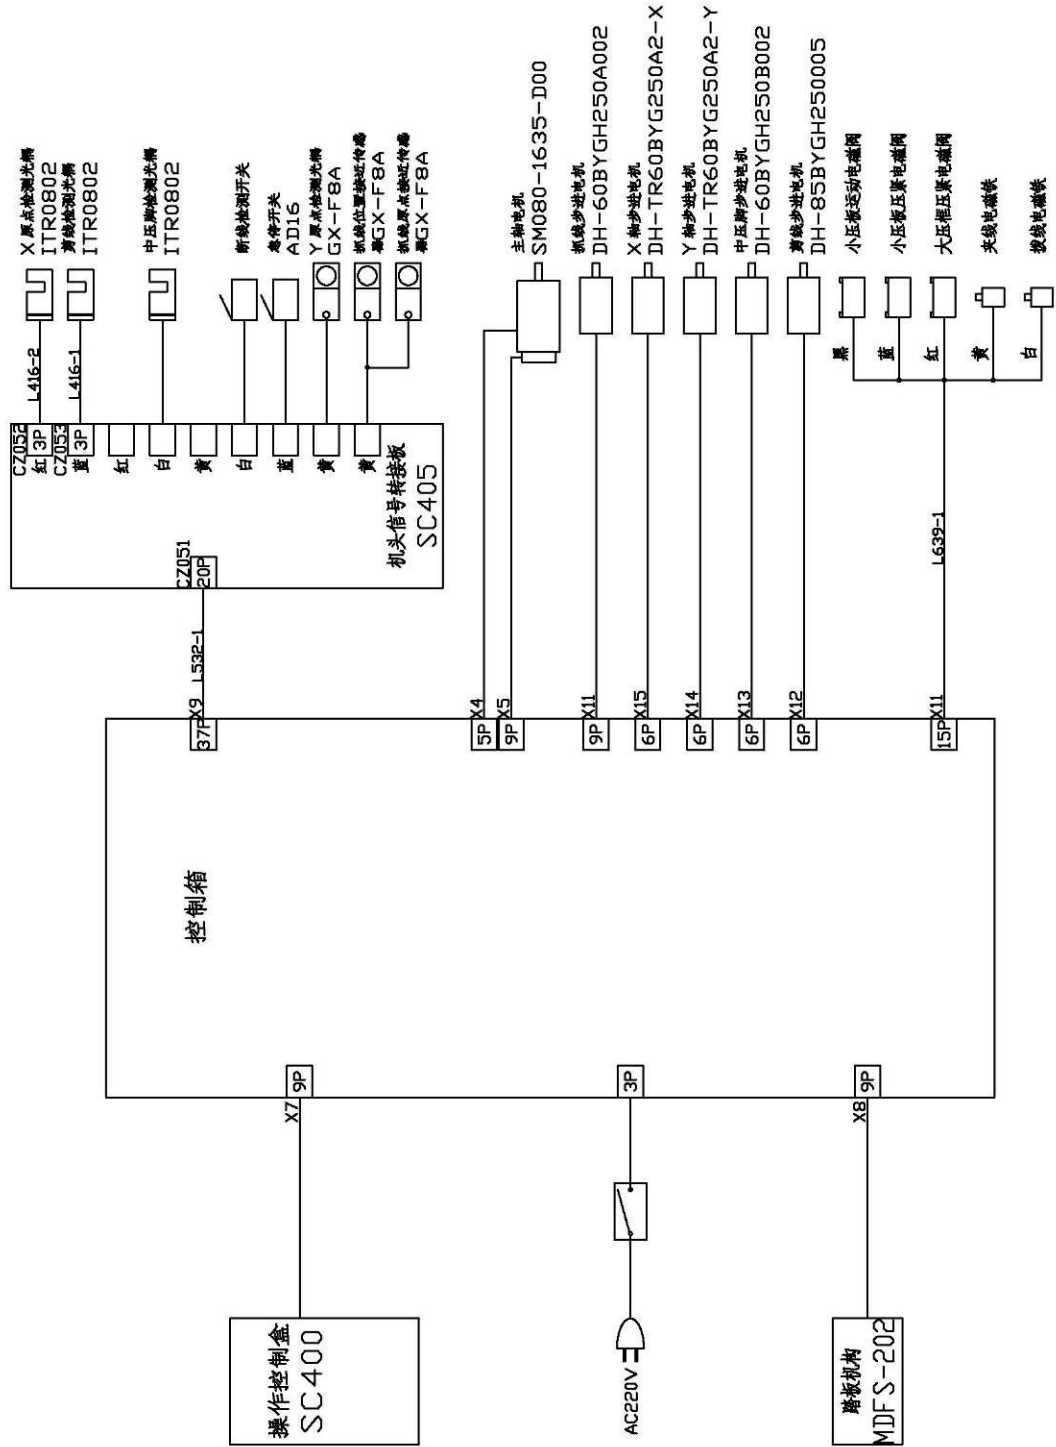 X原点检测光耦
ITR0802
剪线检测光耦
ITR0802
中压脚检测光耦
ITR0802
断线检测开关
急停开关
AD16
Y原点检测光耦
GX-F8A
抓线位置接近传感
器GX-F8A
抓线原点接近传感
器GX-F8A
主轴电机
SM080-1635-D00
抓线步进电机
DH-60BYGH250A002
X轴步进电机
DH-TR60BYG250A2-X
Y轴步进电机
DH-TR60BYG250A2-Y
中压脚步进电机
DH-60BYGH250B002
剪线步进电机
DH-85BYGH250005
小压板运动电磁阀
小压板压紧电磁阀
大压框压紧电磁阀
夹线电磁铁
拨线电磁铁
L416-2
L416-1
黑
蓝
红
黄
白
CZ052
3P
红
CZ053
3P
蓝
红
白
黄
白
蓝
黄
黄
机头信号转接板
SC405
CZ051
20P
L532-1
L639-1
X9
37P
X4
5P
X5
9P
X11
9P
X15
6P
X14
6P
X13
6P
X12
6P
X11
15P
控制箱
9P
X7
3P
9P
X8
操作控制盒
SC400
AC220V
踏板机构
MDFS-202